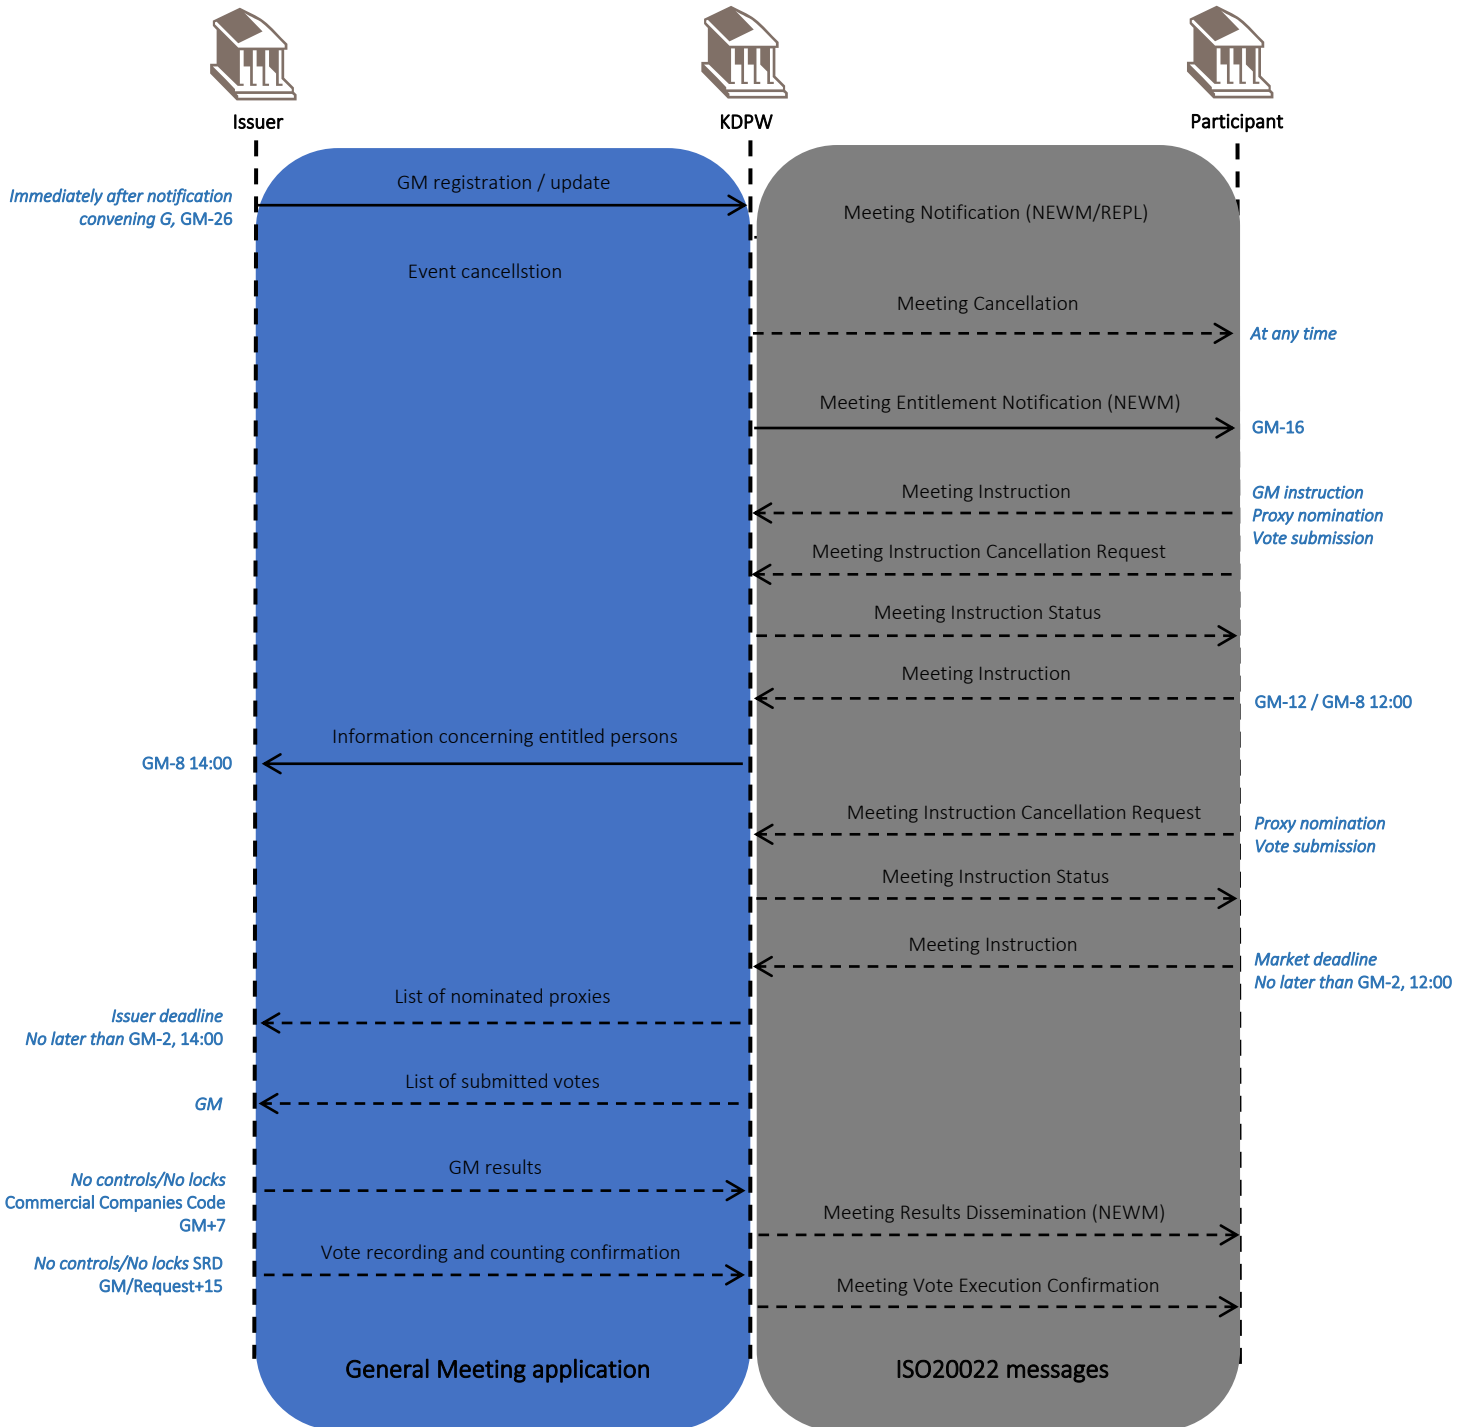 Issuer
KDPW
Participant
GM registration / update
Immediately after notification
convening G, GM-26
Meeting Notification (NEWM/REPL)
Event cancellstion
Meeting Cancellation
At any time
Meeting Entitlement Notification (NEWM)
GM-16
Meeting Instruction
GM instruction
Proxy nomination
Vote submission
Meeting Instruction Cancellation Request
Meeting Instruction Status
Meeting Instruction
GM-12 / GM-8 12:00
Information concerning entitled persons
GM-8 14:00
Meeting Instruction Cancellation Request
Proxy nomination
Vote submission
Meeting Instruction Status
Meeting Instruction
Market deadline
No later than GM-2, 12:00
List of nominated proxies
Issuer deadline
No later than GM-2, 14:00
List of submitted votes
GM
GM results
No controls/No locks
Commercial Companies Code
GM+7
Meeting Results Dissemination (NEWM)
Vote recording and counting confirmation
No controls/No locks SRD
GM/Request+15
Meeting Vote Execution Confirmation
General Meeting application
ISO20022 messages